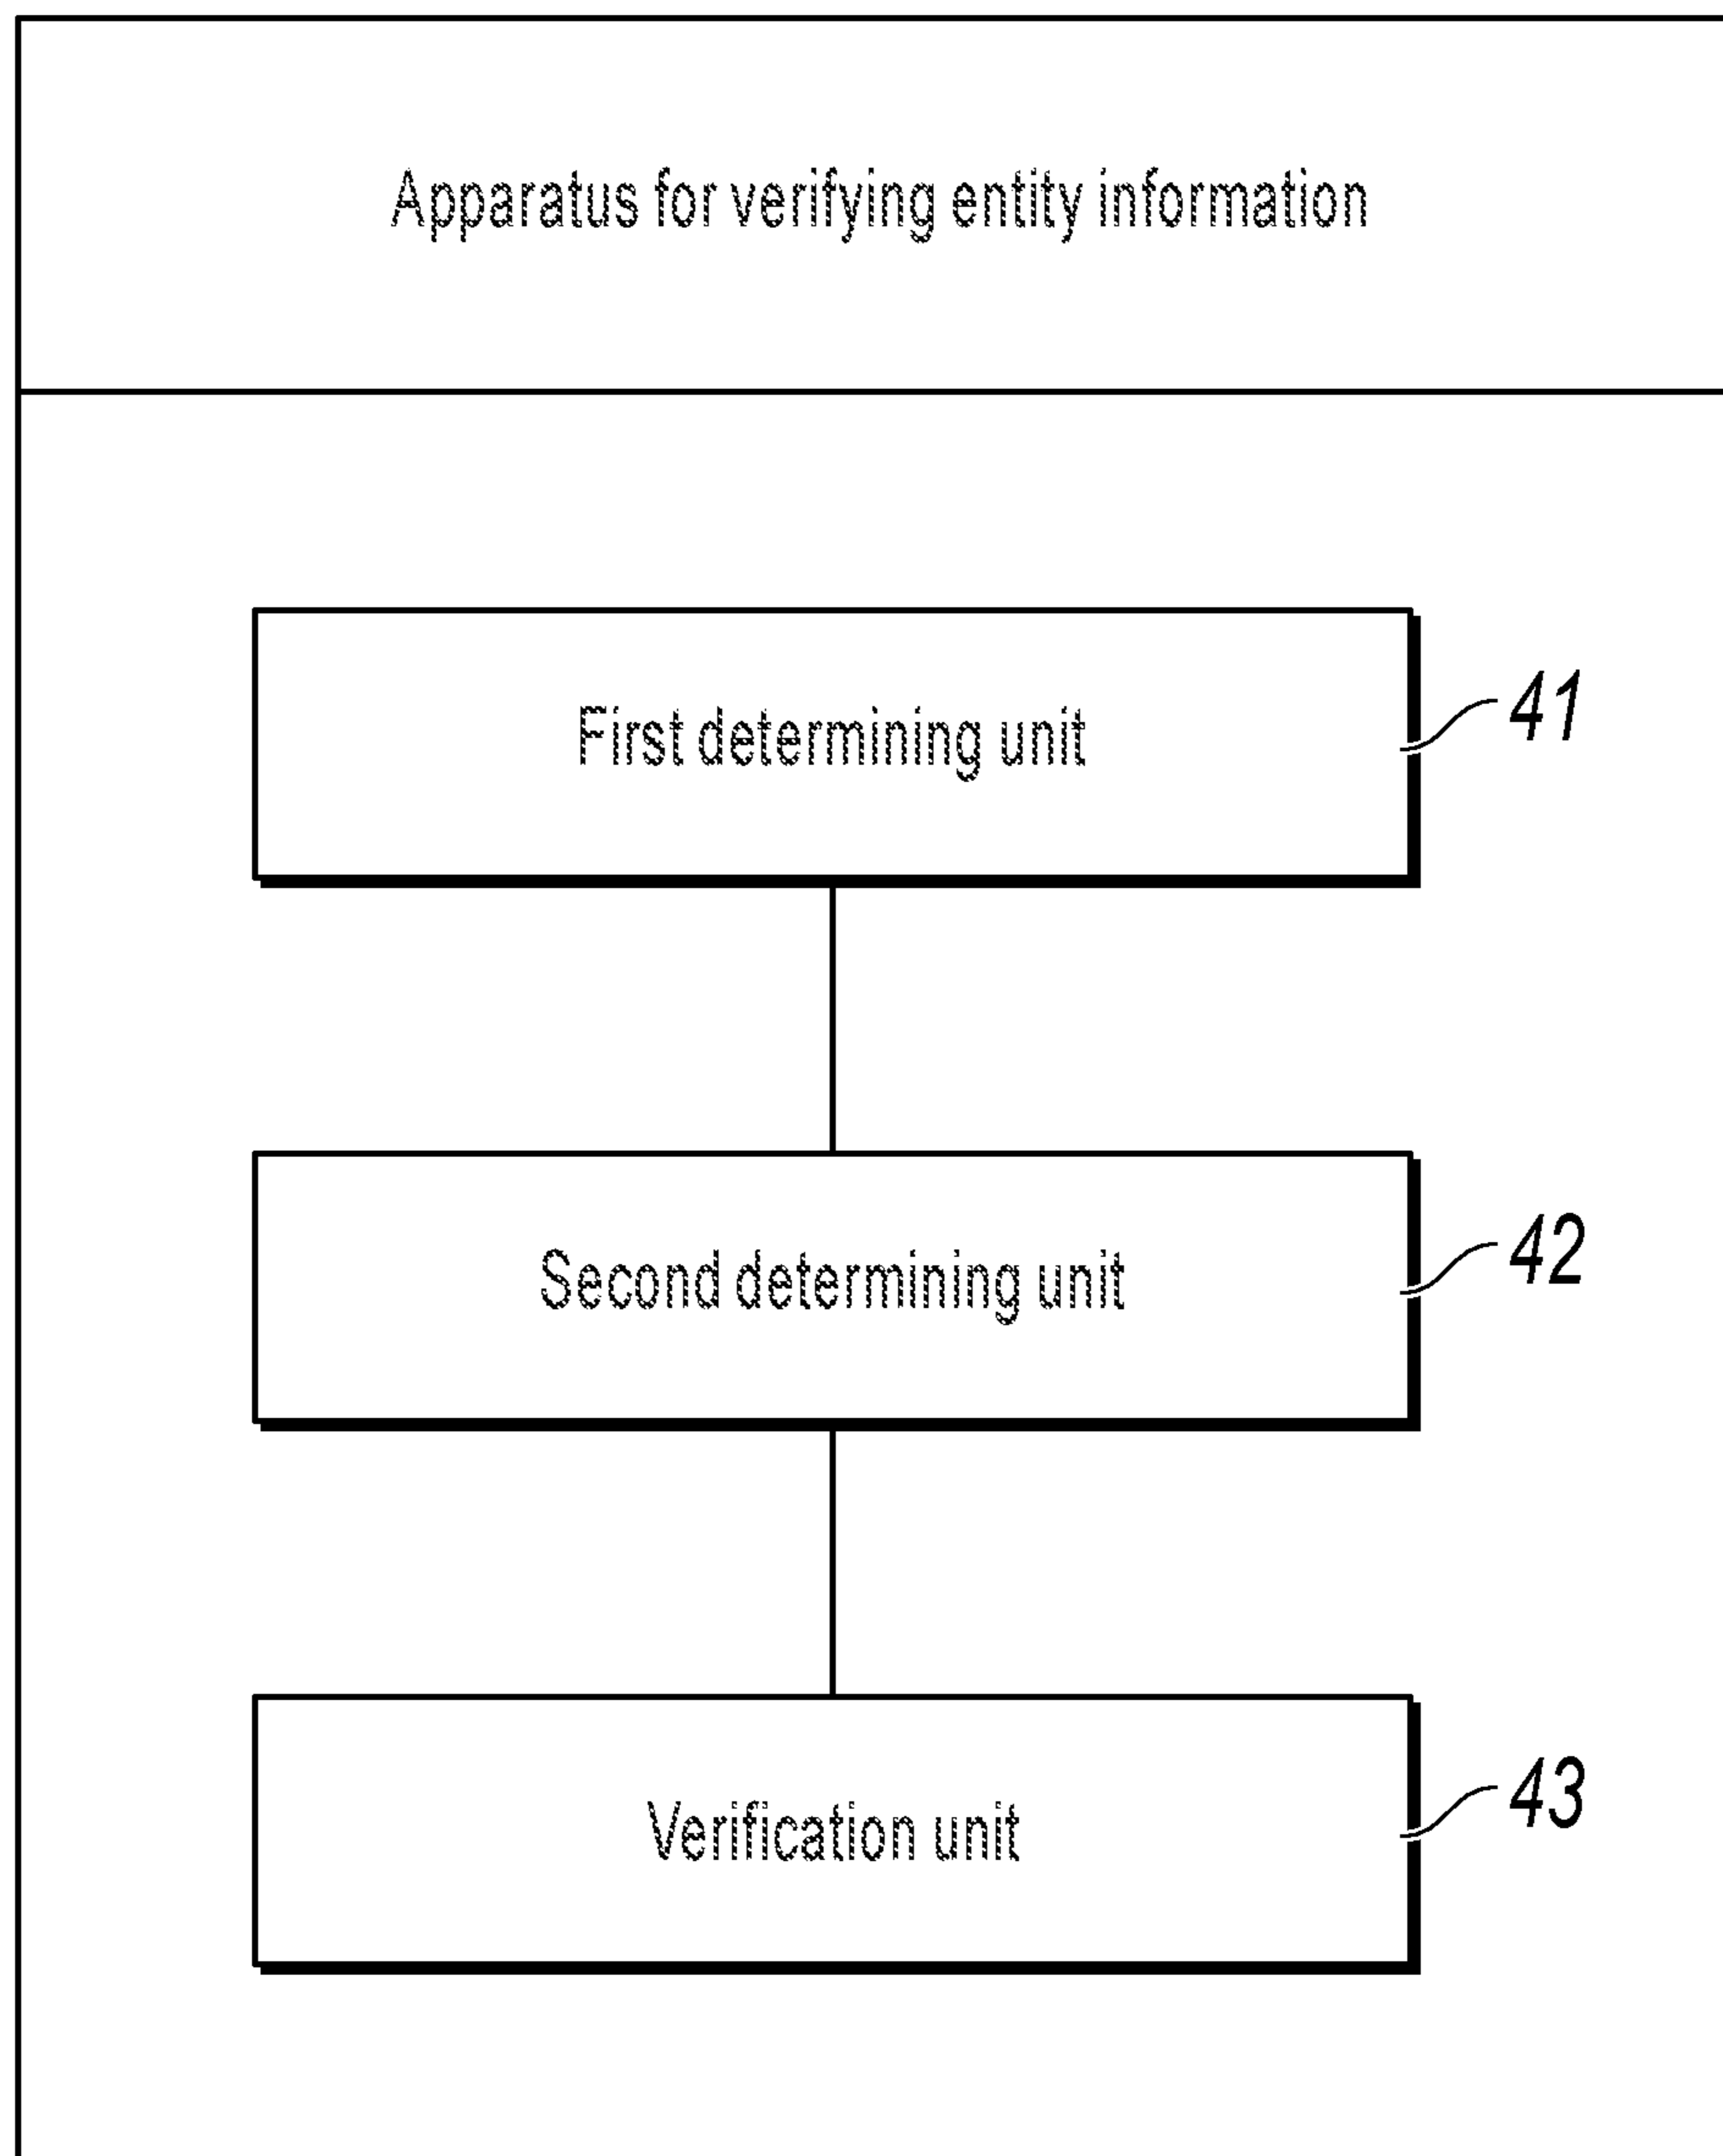 Apparatus for verifying entity information
First determining unit
41
Second determining unit
42
Verification unit
43